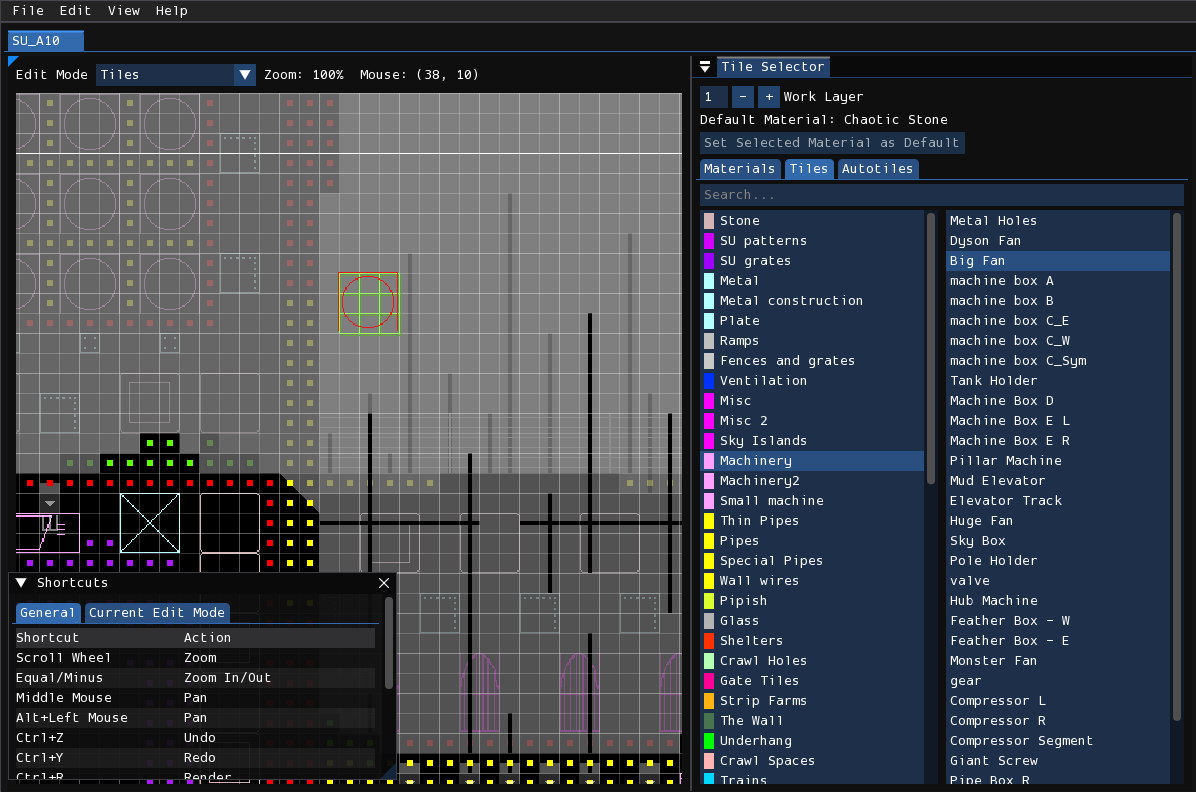 File Edit View Help
SU_A10
Edit Mode Tiles Zoom: 100% Mouse: (38, 10)
Tile Selector
1 - + Work Layer
Default Material: Chaotic Stone
Set Selected Material as Default
Materials Tiles Autotiles
Search...
Stone
SU patterns
SU grates
Metal
Metal construction
Plate
Ramps
Fences and grates
Ventilation
Misc
Misc 2
Sky Islands
Machinery
Machinery2
Small machine
Thin Pipes
Pipes
Special Pipes
Wall wires
Pipish
Glass
Shelters
Crawl Holes
Gate Tiles
Strip Farms
The Wall
Underhang
Crawl Spaces
Trains
Metal Holes
Dyson Fan
Big Fan
machine box A
machine box B
machine box C_E
machine box C_W
machine box C_Sym
Tank Holder
Machine Box D
Machine Box E L
Machine Box E R
Pillar Machine
Mud Elevator
Elevator Track
Huge Fan
Sky Box
Pole Holder
valve
Hub Machine
Feather Box - W
Feather Box - E
Monster Fan
gear
Compressor L
Compressor R
Compressor Segment
Giant Screw
Pipe Box R
Shortcuts
General Current Edit Mode
Shortcut Action
Scroll Wheel Zoom
Equal/Minus Zoom In/Out
Middle Mouse Pan
Alt+Left Mouse Pan
Ctrl+Z Undo
Ctrl+Y Redo
Ctrl+R Render